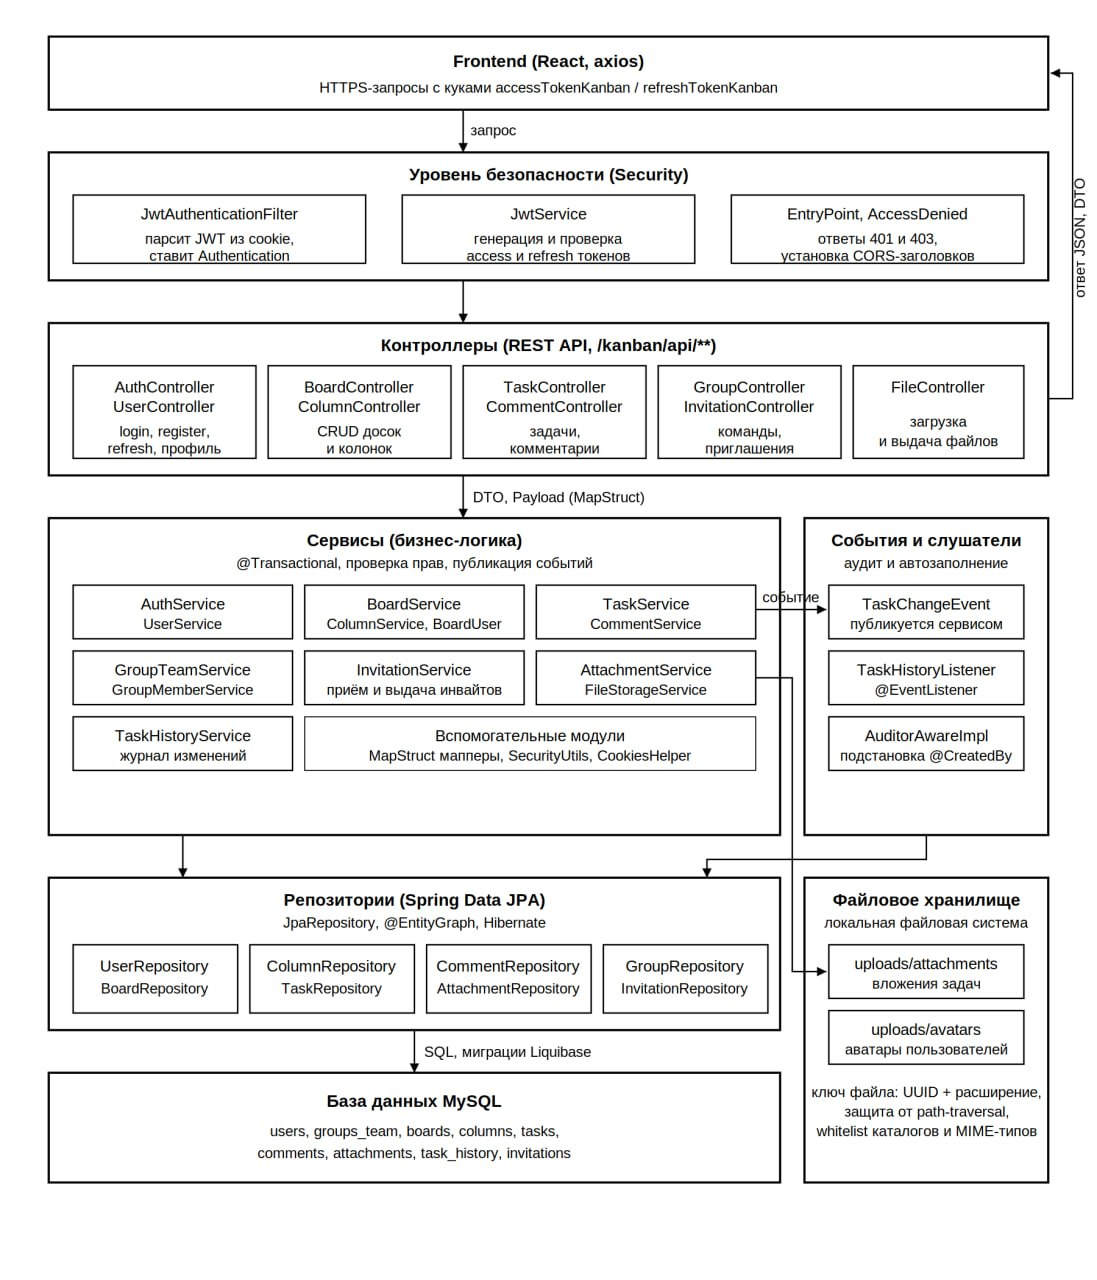 Frontend (React, axios)
HTTPS-запросы с куками accessTokenKanban / refreshTokenKanban
запрос
Уровень безопасности (Security)
JwtAuthenticationFilter
парсит JWT из cookie,
ставит Authentication
JwtService
генерация и проверка
access и refresh токенов
EntryPoint, AccessDenied
ответы 401 и 403,
установка CORS-заголовков
ответ JSON, DTO
Контроллеры (REST API, /kanban/api/**)
AuthController
UserController
login, register,
refresh, профиль
BoardController
ColumnController
CRUD досок
и колонок
TaskController
CommentController
задачи,
комментарии
GroupController
InvitationController
команды,
приглашения
FileController
загрузка
и выдача файлов
DTO, Payload (MapStruct)
Сервисы (бизнес-логика)
@Transactional, проверка прав, публикация событий
AuthService
UserService
BoardService
ColumnService, BoardUser
TaskService
CommentService
GroupTeamService
GroupMemberService
InvitationService
приём и выдача инвайтов
AttachmentService
FileStorageService
TaskHistoryService
журнал изменений
Вспомогательные модули
MapStruct мапперы, SecurityUtils, CookiesHelper
событие
События и слушатели
аудит и автозаполнение
TaskChangeEvent
публикуется сервисом
TaskHistoryListener
@EventListener
AuditorAwareImpl
подстановка @CreatedBy
Репозитории (Spring Data JPA)
JpaRepository, @EntityGraph, Hibernate
UserRepository
BoardRepository
ColumnRepository
TaskRepository
CommentRepository
AttachmentRepository
GroupRepository
InvitationRepository
Файловое хранилище
локальная файловая система
uploads/attachments
вложения задач
uploads/avatars
аватары пользователей
ключ файла: UUID + расширение,
защита от path-traversal,
whitelist каталогов и MIME-типов
SQL, миграции Liquibase
База данных MySQL
users, groups_team, boards, columns, tasks,
comments, attachments, task_history, invitations